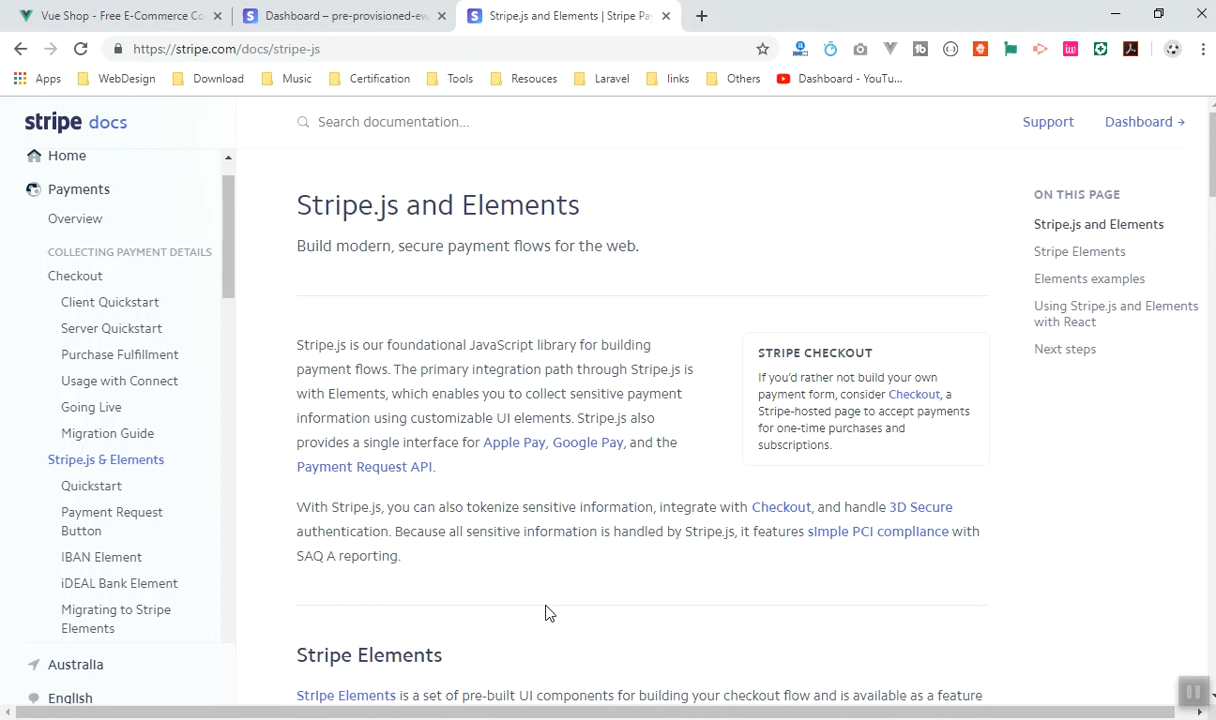 Vue Shop - Free E-Commerce Co
Dashboard – pre-provisioned-ew
Stripe.js and Elements | Stripe Pa
https://stripe.com/docs/stripe-js
Apps
WebDesign
Download
Music
Certification
Tools
Resouces
Laravel
links
Others
Dashboard - YouTu...
stripe docs
Search documentation...
Support
Dashboard →
Home
Payments
Overview
COLLECTING PAYMENT DETAILS
Checkout
Client Quickstart
Server Quickstart
Purchase Fulfillment
Usage with Connect
Going Live
Migration Guide
Stripe.js & Elements
Quickstart
Payment Request
Button
IBAN Element
iDEAL Bank Element
Migrating to Stripe
Elements
Australia
English
Stripe.js and Elements
Build modern, secure payment flows for the web.
Stripe.js is our foundational JavaScript library for building
payment flows. The primary integration path through Stripe.js is
with Elements, which enables you to collect sensitive payment
information using customizable UI elements. Stripe.js also
provides a single interface for Apple Pay, Google Pay, and the
Payment Request API.
STRIPE CHECKOUT
If you'd rather not build your own
payment form, consider Checkout, a
Stripe-hosted page to accept payments
for one-time purchases and
subscriptions.
With Stripe.js, you can also tokenize sensitive information, integrate with Checkout, and handle 3D Secure
authentication. Because all sensitive information is handled by Stripe.js, it features simple PCI compliance with
SAQ A reporting.
Stripe Elements
Stripe Elements is a set of pre-built UI components for building your checkout flow and is available as a feature
ON THIS PAGE
Stripe.js and Elements
Stripe Elements
Elements examples
Using Stripe.js and Elements
with React
Next steps